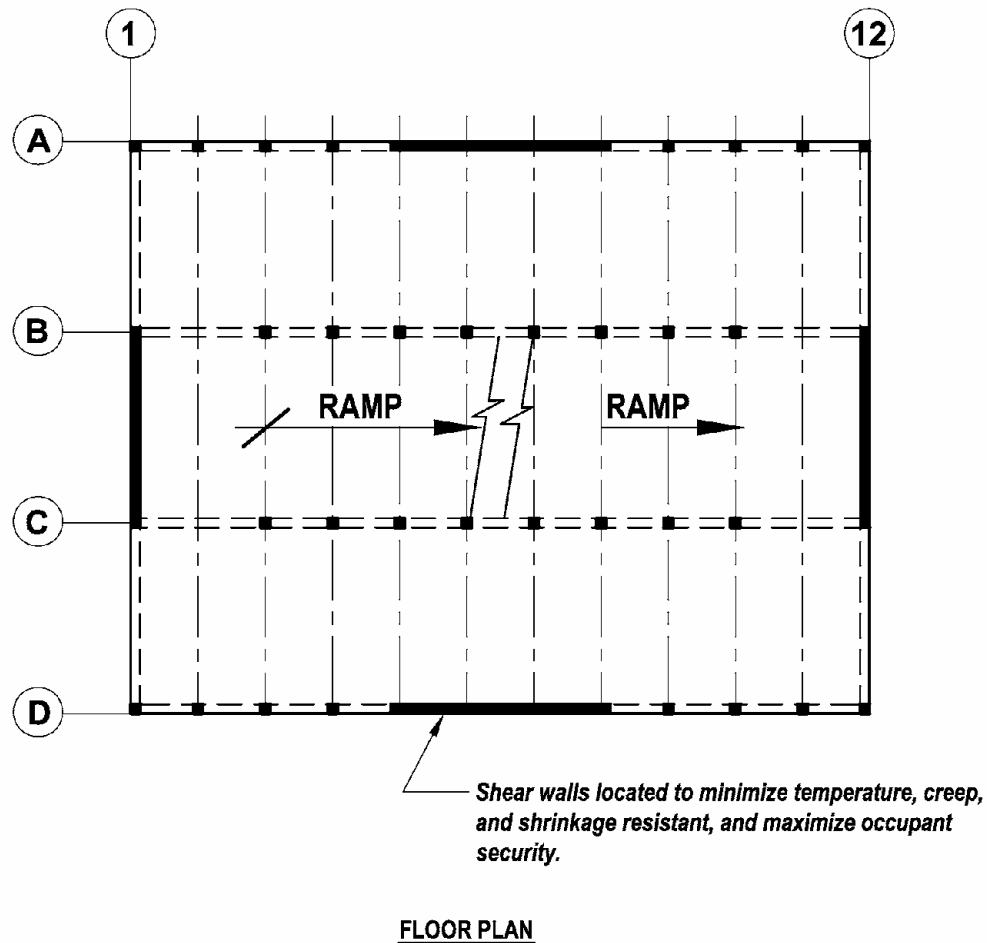 1
12
A
B
RAMP
RAMP
C
D
Shear walls located to minimize temperature, creep,
and shrinkage resistant, and maximize occupant
security.
FLOOR PLAN